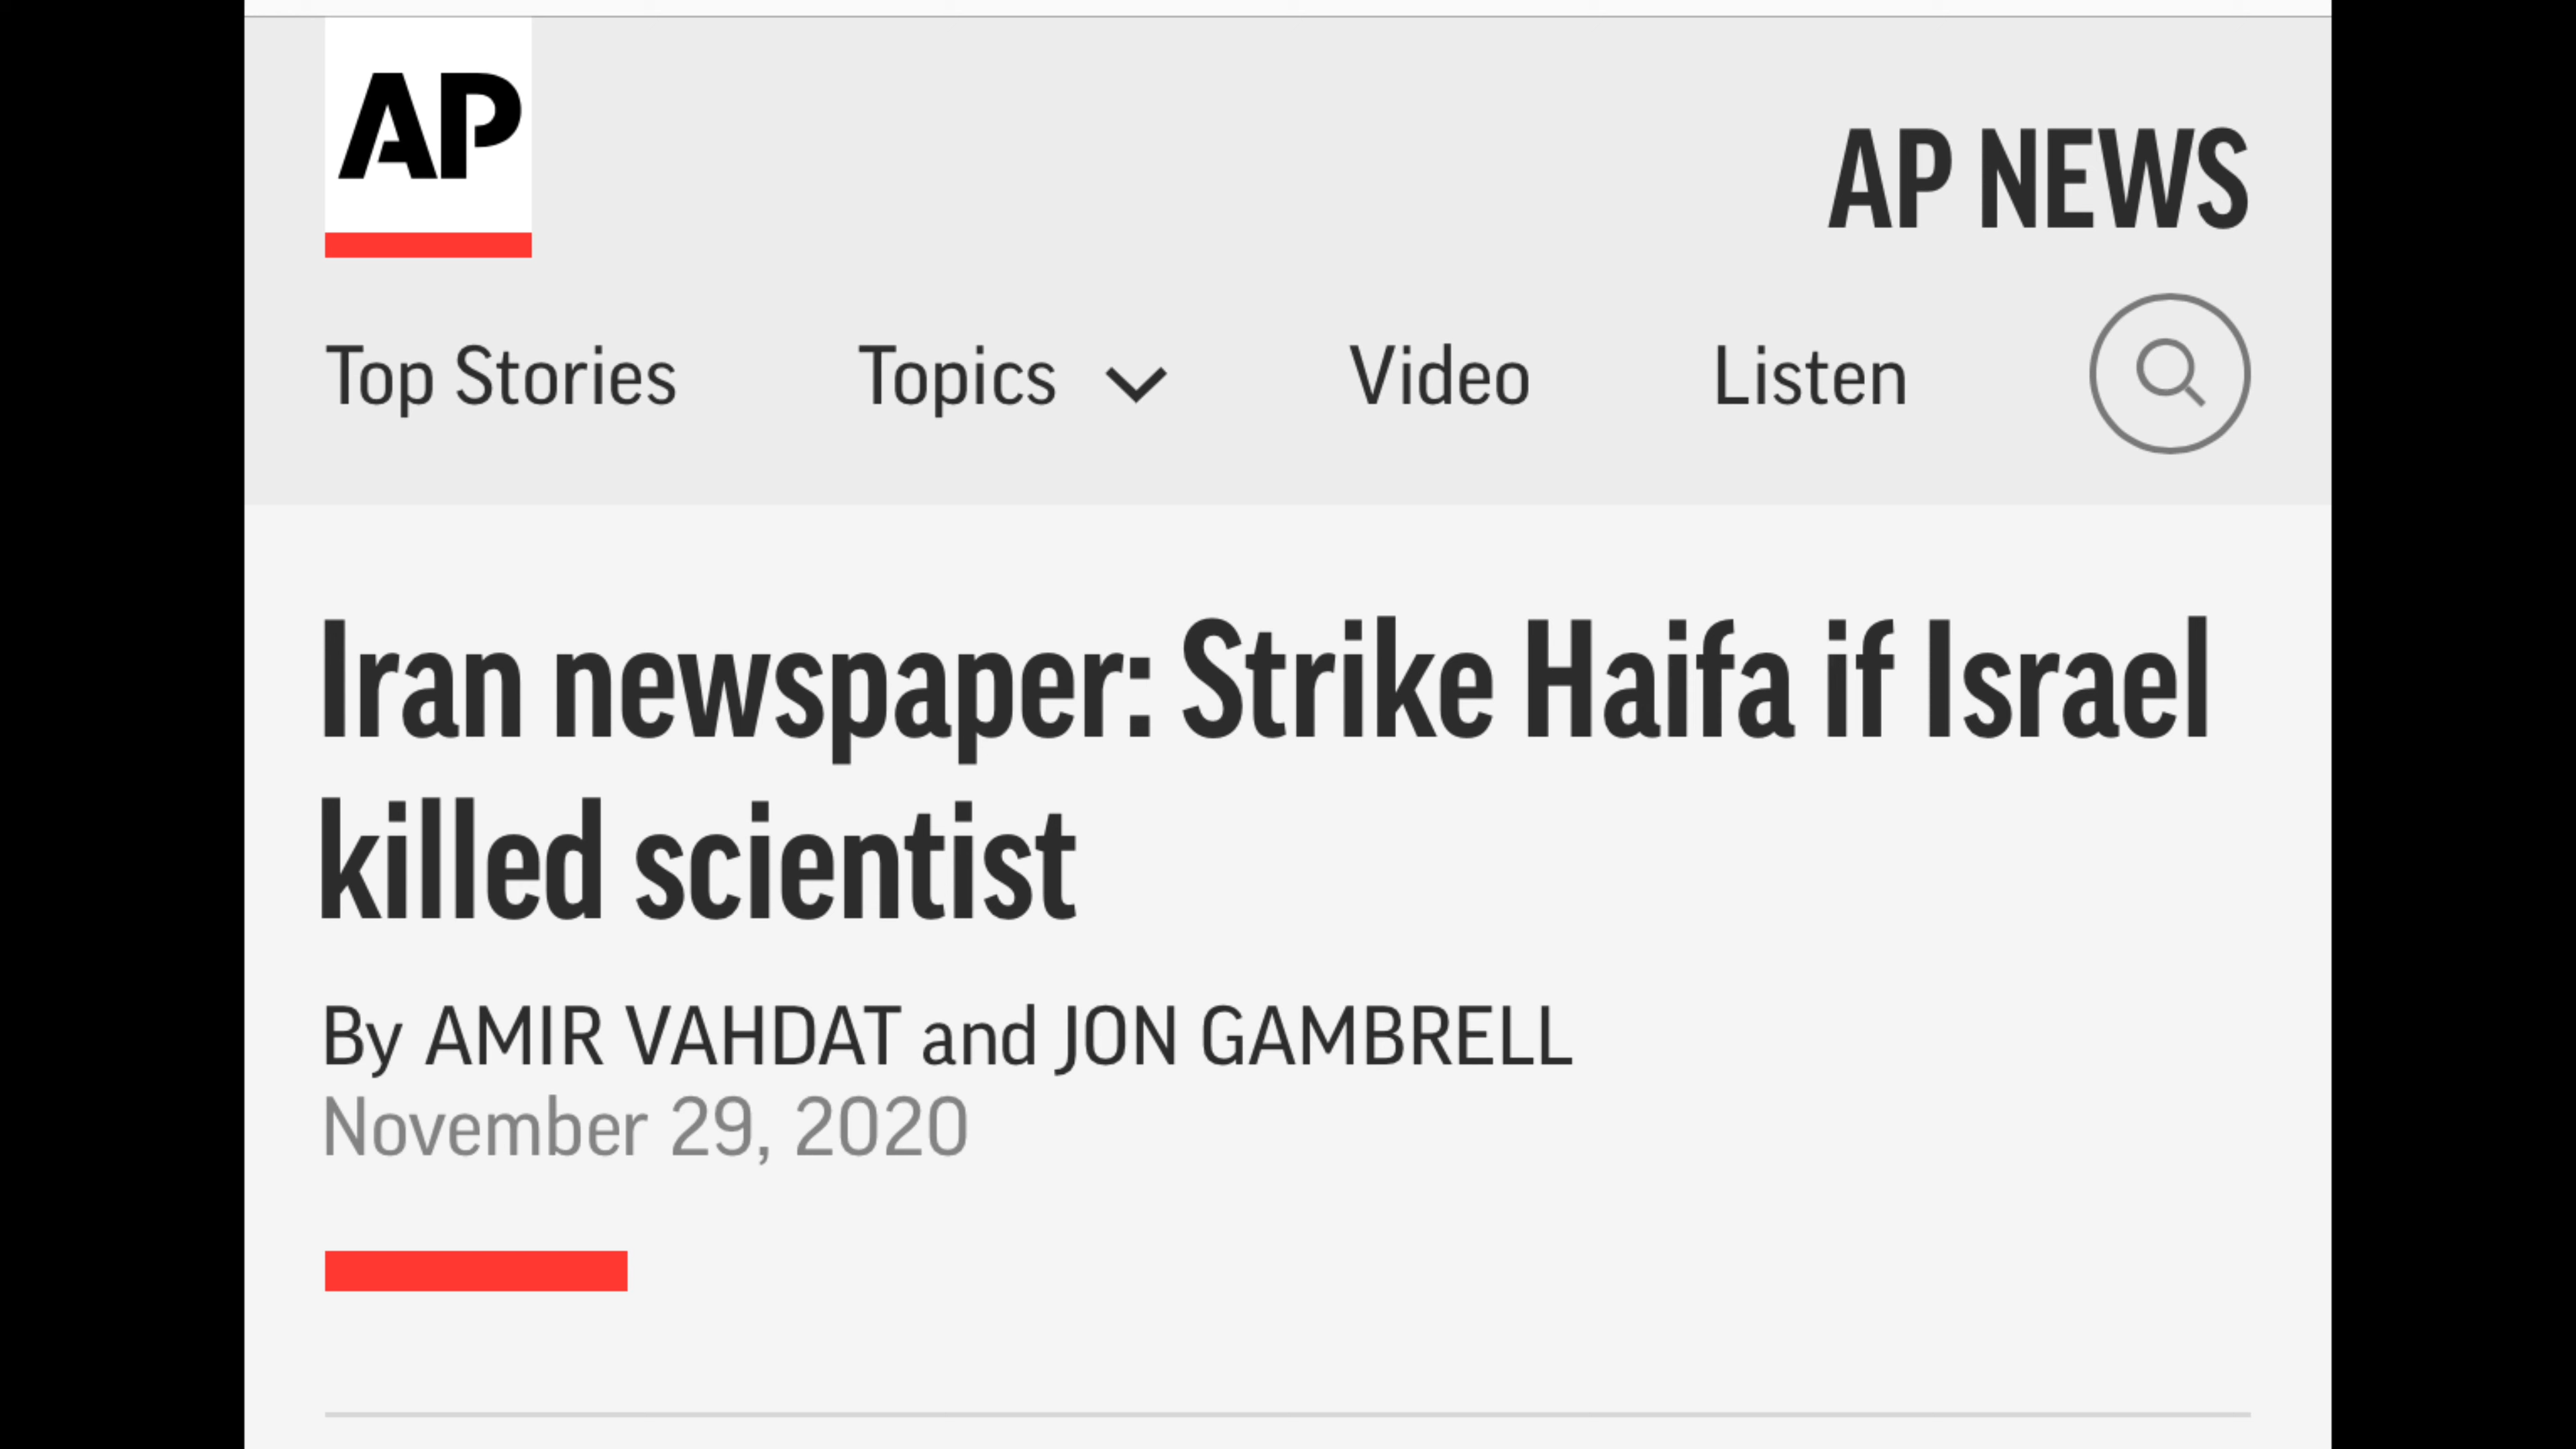 AP
AP NEWS
Top Stories Topics Video Listen
Iran newspaper: Strike Haifa if Israel
killed scientist
By AMIR VAHDAT and JON GAMBRELL
November 29, 2020